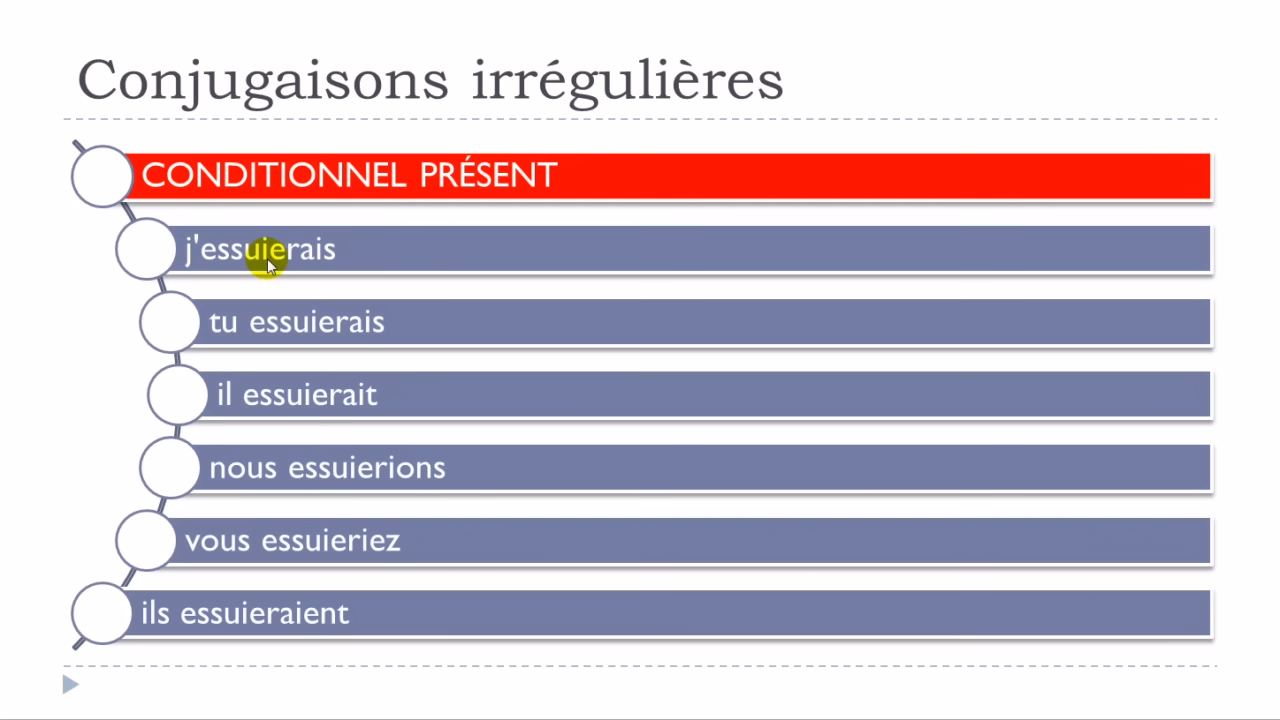 Conjugaisons irrégulières
CONDITIONNEL PRÉSENT
j'essuierais
tu essuierais
il essuierait
nous essuierions
vous essuieriez
ils essuieraient